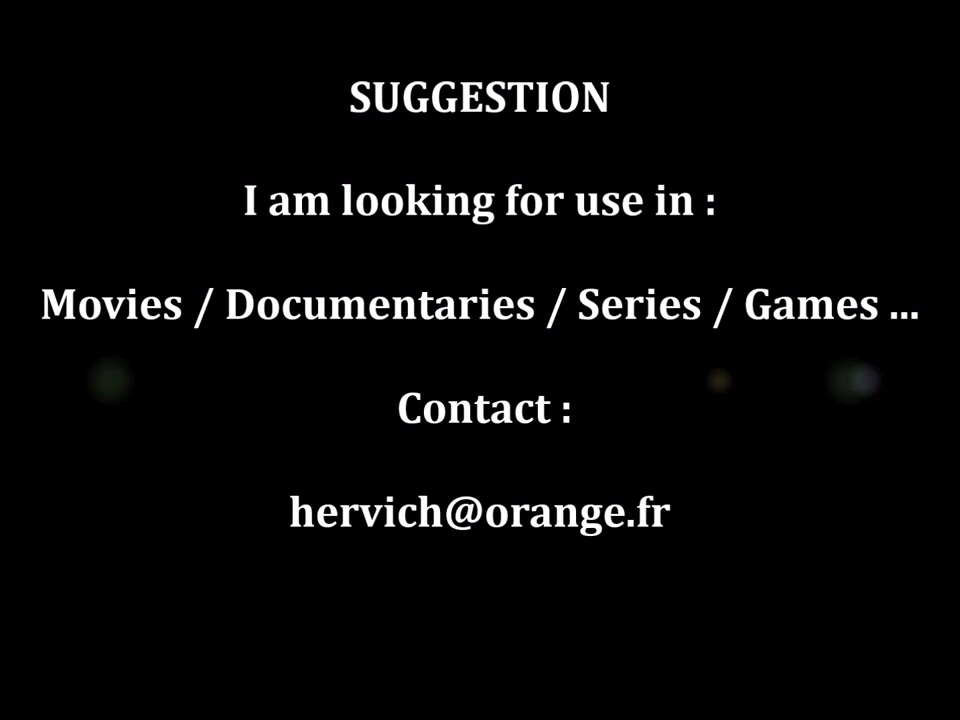 SUGGESTION
I am looking for use in :
Movies / Documentaries / Series / Games ...
Contact :
hervich@orange.fr